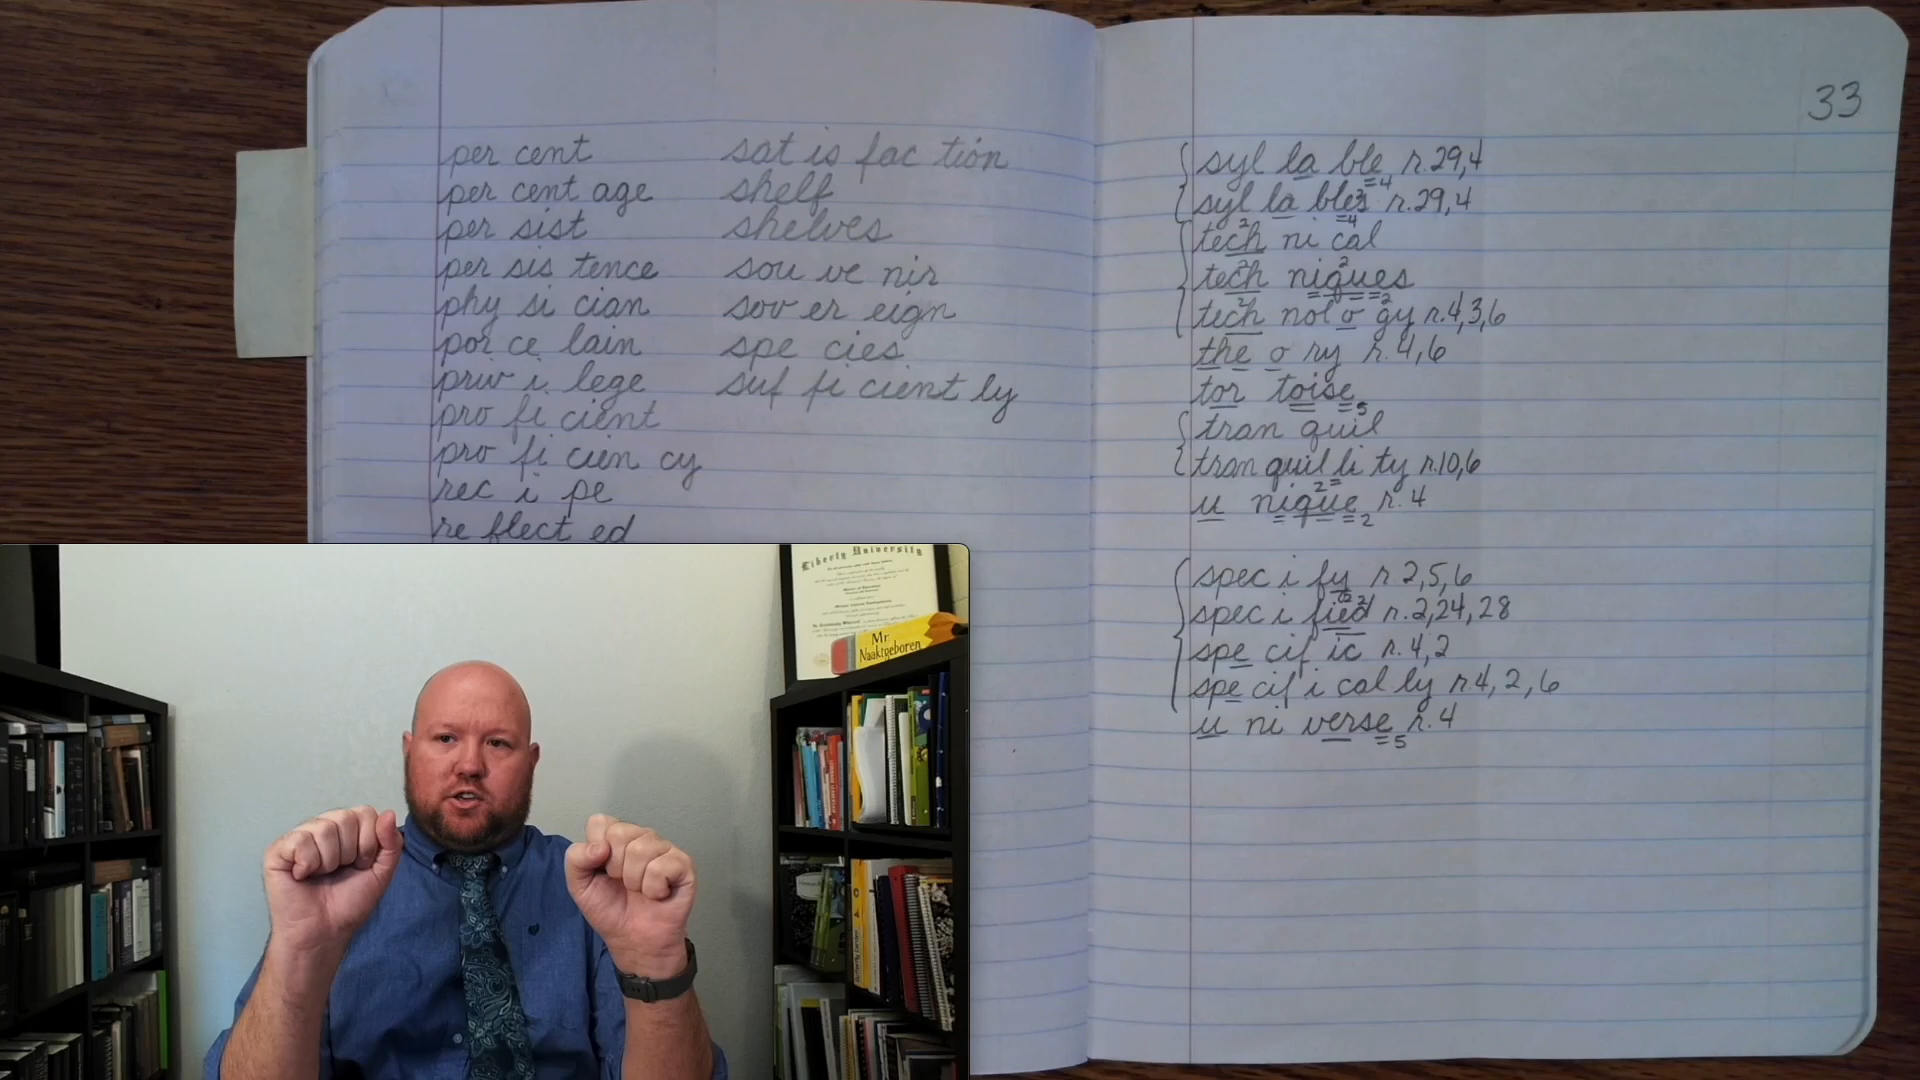 33
per cent
per cent age
per sist
per sis tence
phy si cian
por ce lain
priv i lege
pro fi cient
pro fi cien cy
rec i pe
re flect ed
sat is fac tion
shelf
shelves
sou ve nir
sov er eign
spe cies
suf fi cient ly
syl la ble r. 29,4
syl la bles r. 29,4
tech ni cal
tech niques
tech nol o gy r. 4,3,6
the o ry r. 4,6
tor toise
tran quil
tran quil li ty r. 10,6
u nique r. 4
spec i fy r. 2,5,6
spec i fied r. 2,24,28
spe cif ic r. 4,2
spe cif i cal ly r. 4,2,6
u ni verse r. 4
Liberty University
Mr.
Naaktgeboren